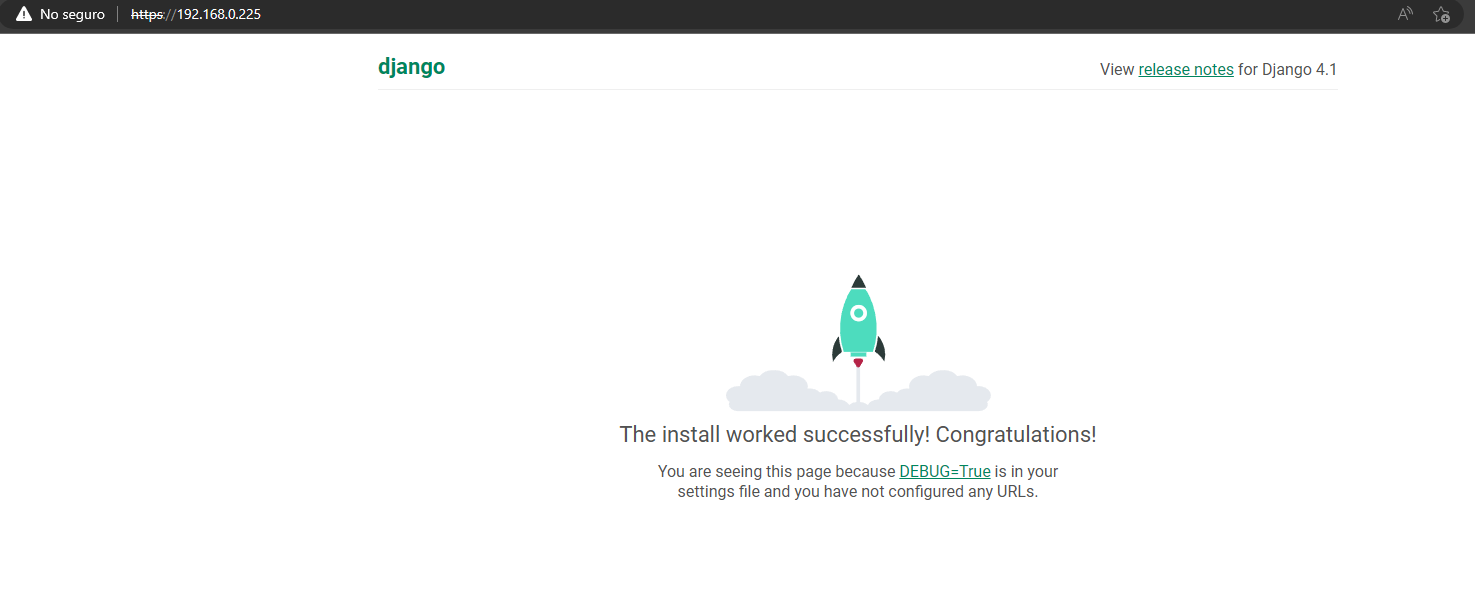 No seguro https://192.168.0.225
django
View release notes for Django 4.1
The install worked successfully! Congratulations!
You are seeing this page because DEBUG=True is in your
settings file and you have not configured any URLs.